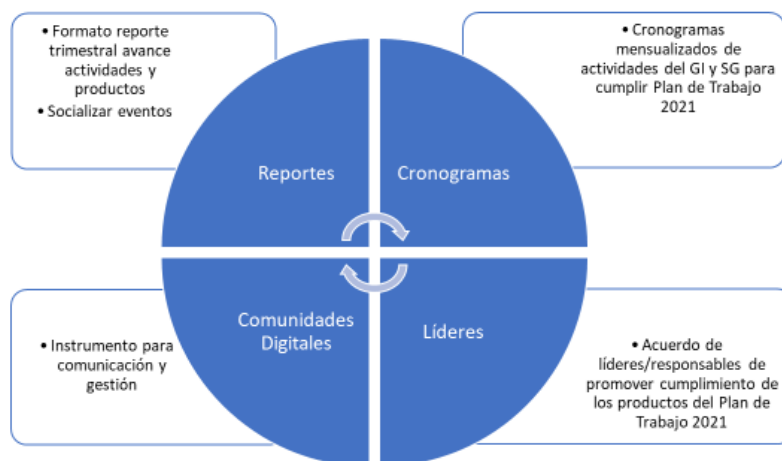 • Formato reporte
trimestral avance
actividades y
productos
• Socializar eventos
• Cronogramas
mensualizados de
actividades del GI y SG para
cumplir Plan de Trabajo
2021
Reportes
Cronogramas
Comunidades
Digitales
Líderes
• Instrumento para
comunicación y
gestión
• Acuerdo de
líderes/responsables de
promover cumplimiento de
los productos del Plan de
Trabajo 2021